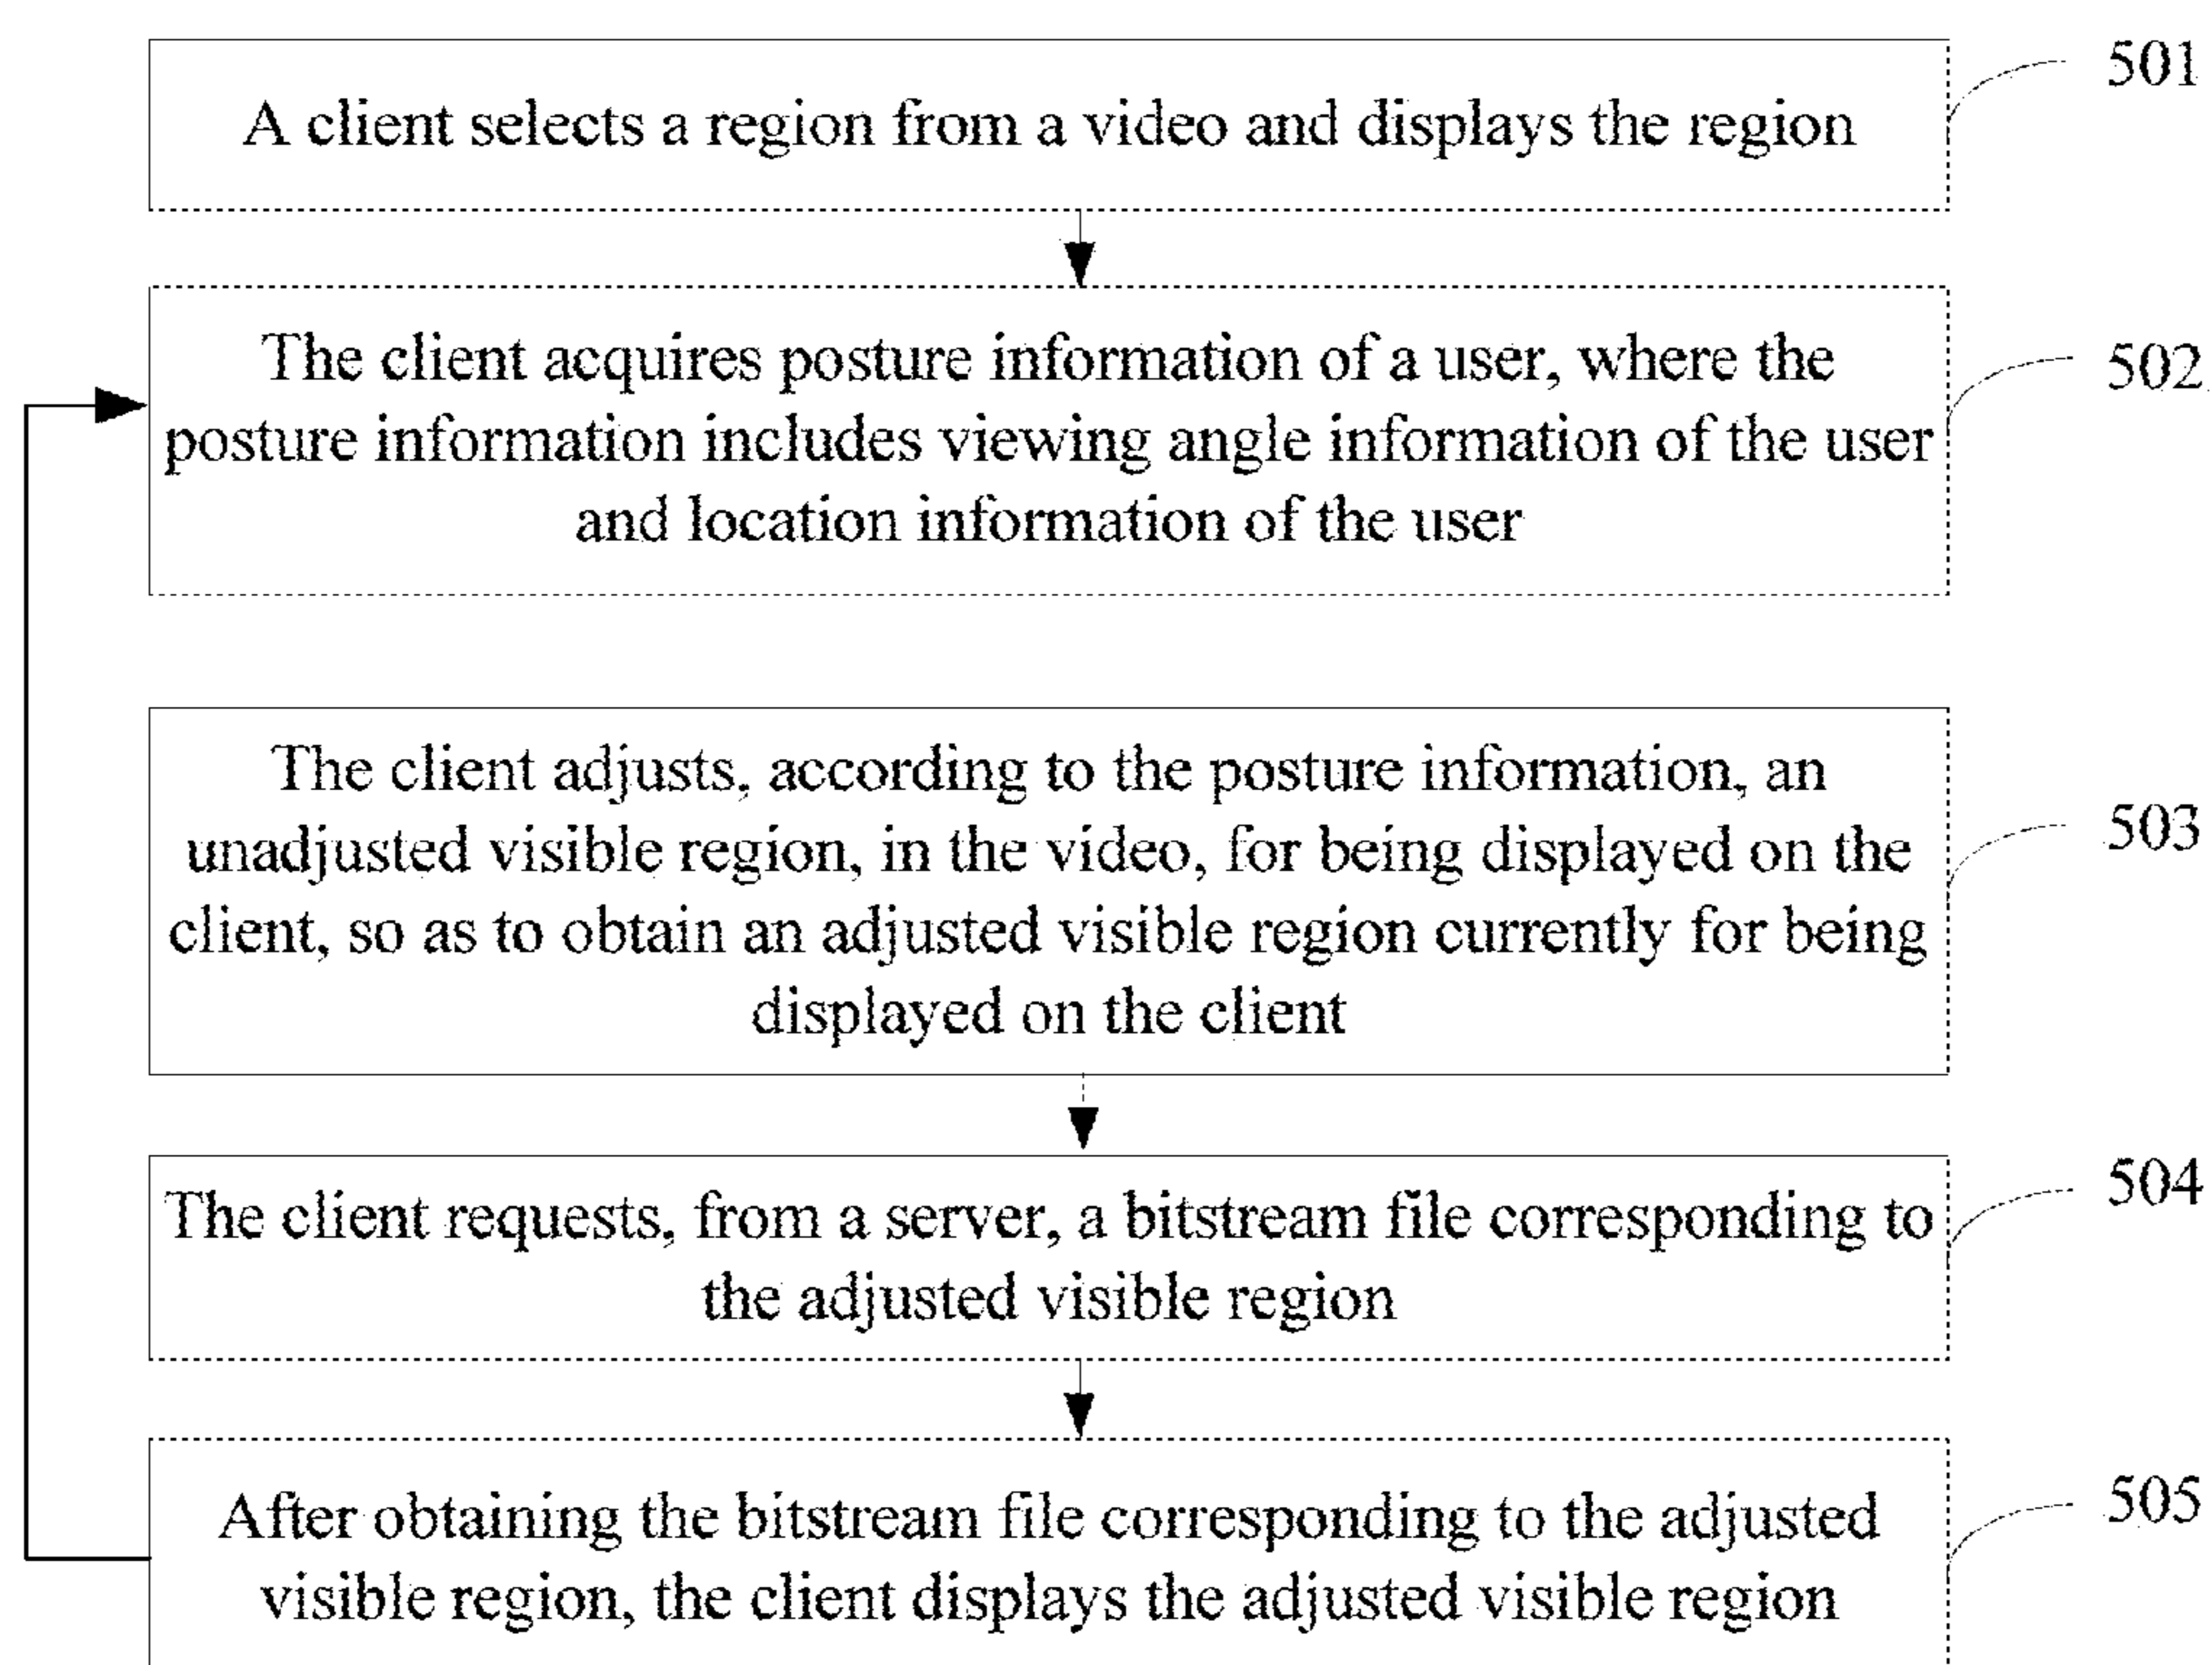 A client selects a region from a video and displays the region
501
The client acquires posture information of a user, where the
posture information includes viewing angle information of the user
and location information of the user
502
The client adjusts, according to the posture information, an
unadjusted visible region, in the video, for being displayed on the
client, so as to obtain an adjusted visible region currently for being
displayed on the client
503
The client requests, from a server, a bitstream file corresponding to
the adjusted visible region
504
After obtaining the bitstream file corresponding to the adjusted
visible region, the client displays the adjusted visible region
505